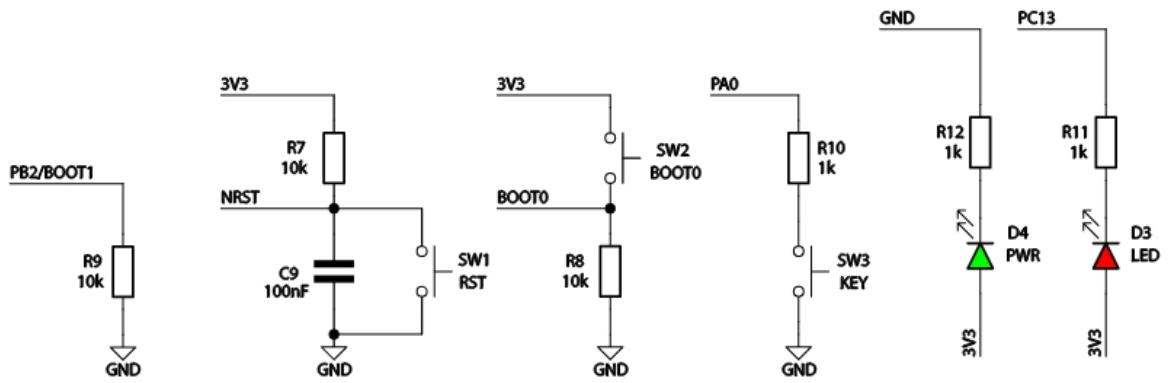 PB2/BOOT1
R9
10k
GND
3V3
R7
10k
NRST
C9
100nF
SW1
RST
GND
3V3
SW2
BOOT0
BOOT0
R8
10k
GND
PA0
R10
1k
SW3
KEY
GND
GND
R12
1k
D4
PWR
3V3
PC13
R11
1k
D3
LED
3V3